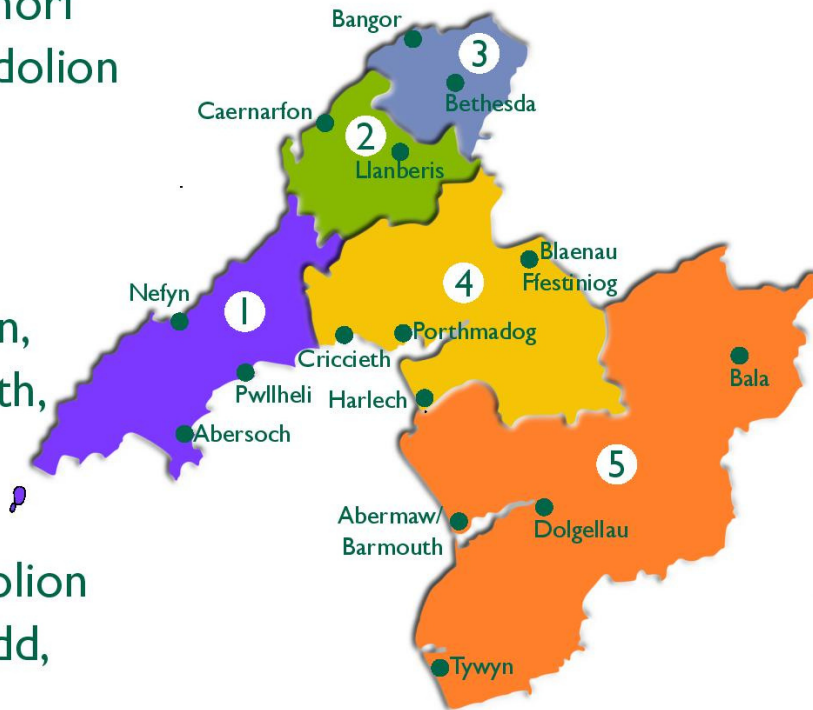 dolion
n,
th,
olion
dd,
Bangor
3
Bethesda
Caernarfon
2
Llanberis
Nefyn
1
Pwllheli
Abersoch
4
Blaenau
Ffestiniog
Criccieth
Porthmadog
Harlech
Bala
5
Abermaw/
Barmouth
Dolgellau
Tywyn